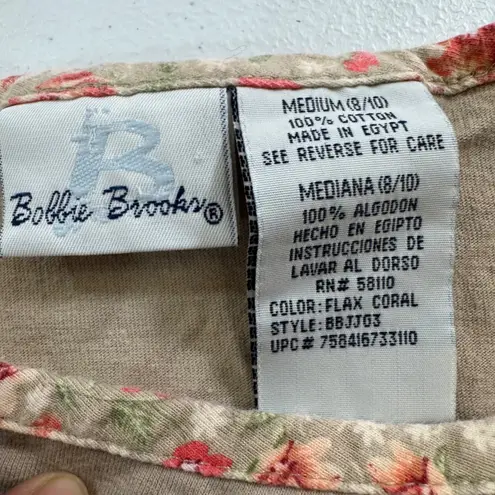 B
Bobbie Brooks®
MEDIUM (8/10)
100% COTTON
MADE IN EGYPT
SEE REVERSE FOR CARE
MEDIANA (8/10)
100% ALGODON
HECHO EN EGIPTO
INSTRUCCIONES DE
LAVAR AL DORSO
RN# 58110
COLOR: FLAX CORAL
STYLE: BBJJG3
UPC# 758416733110